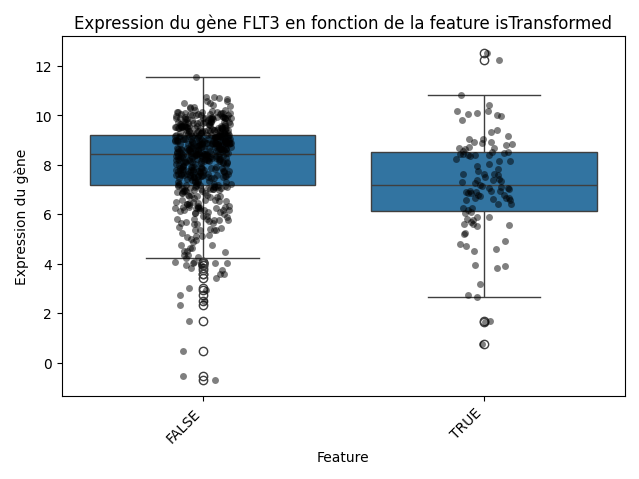 Expression du gène FLT3 en fonction de la feature isTransformed
Expression du gène
12
10
8
6
4
2
0
FALSE
TRUE
Feature